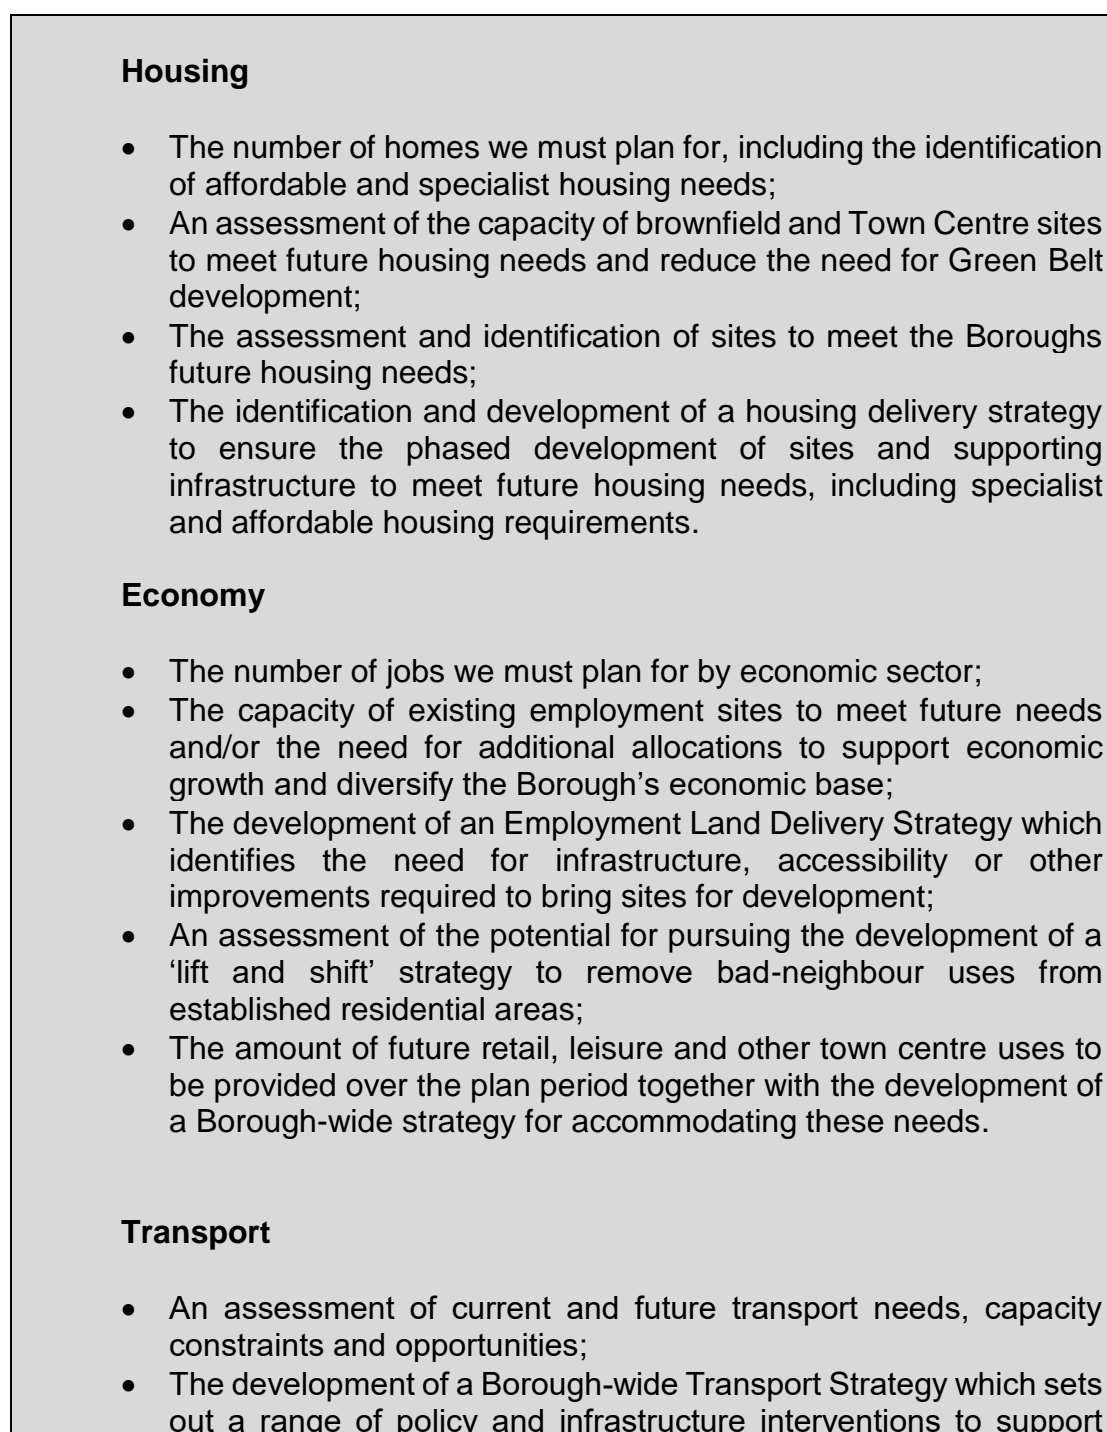 Housing
• The number of homes we must plan for, including the identification
of affordable and specialist housing needs;
• An assessment of the capacity of brownfield and Town Centre sites
to meet future housing needs and reduce the need for Green Belt
development;
• The assessment and identification of sites to meet the Boroughs
future housing needs;
• The identification and development of a housing delivery strategy
to ensure the phased development of sites and supporting
infrastructure to meet future housing needs, including specialist
and affordable housing requirements.
Economy
• The number of jobs we must plan for by economic sector;
• The capacity of existing employment sites to meet future needs
and/or the need for additional allocations to support economic
growth and diversify the Borough’s economic base;
• The development of an Employment Land Delivery Strategy which
identifies the need for infrastructure, accessibility or other
improvements required to bring sites for development;
• An assessment of the potential for pursuing the development of a
‘lift and shift’ strategy to remove bad-neighbour uses from
established residential areas;
• The amount of future retail, leisure and other town centre uses to
be provided over the plan period together with the development of
a Borough-wide strategy for accommodating these needs.
Transport
• An assessment of current and future transport needs, capacity
constraints and opportunities;
• The development of a Borough-wide Transport Strategy which sets
out a range of policy and infrastructure interventions to support